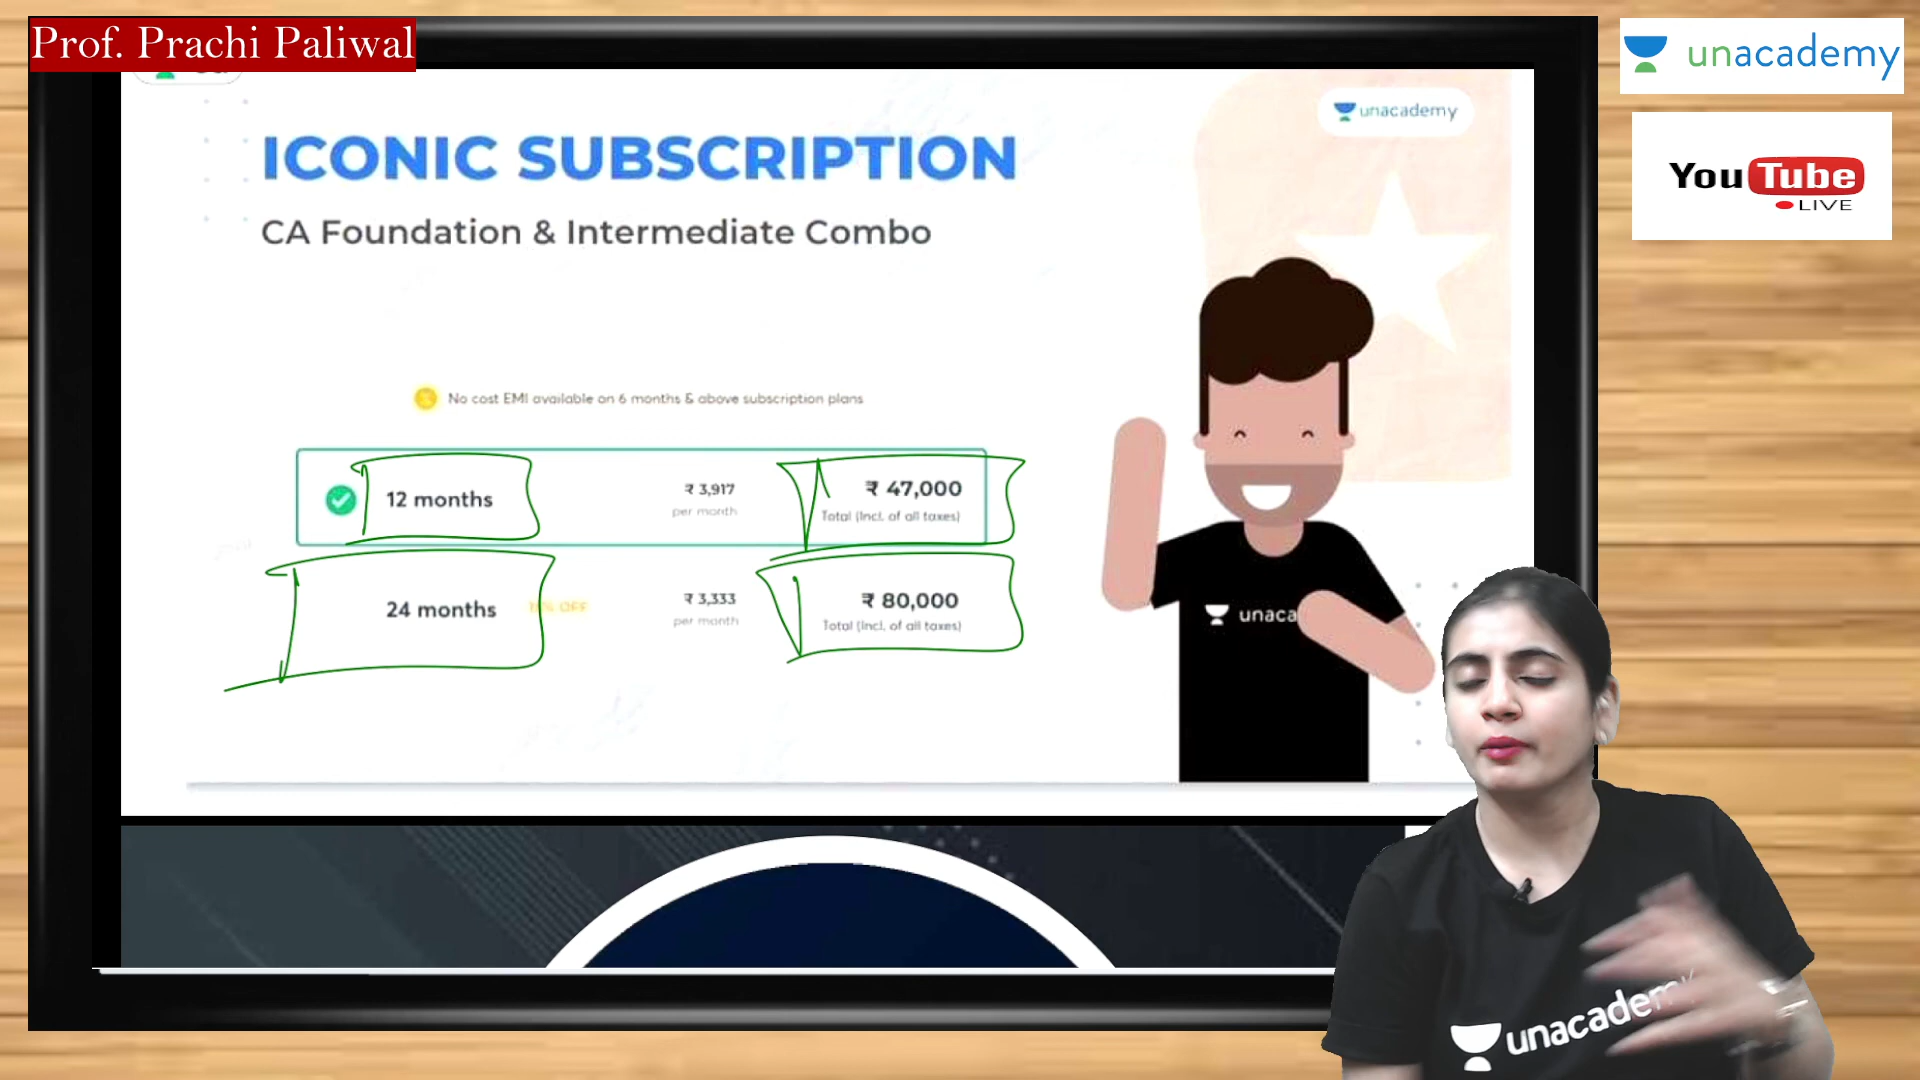 Prof. Prachi Paliwal
unacademy
unacademy
YouTube
LIVE
ICONIC SUBSCRIPTION
CA Foundation & Intermediate Combo
No cost EMI available on 6 months & above subscription plans
12 months
₹ 3,917
per month
₹ 47,000
Total (Incl. of all taxes)
24 months
OFF
₹ 3,333
per month
₹ 80,000
Total (Incl. of all taxes)
unaca
unacademy